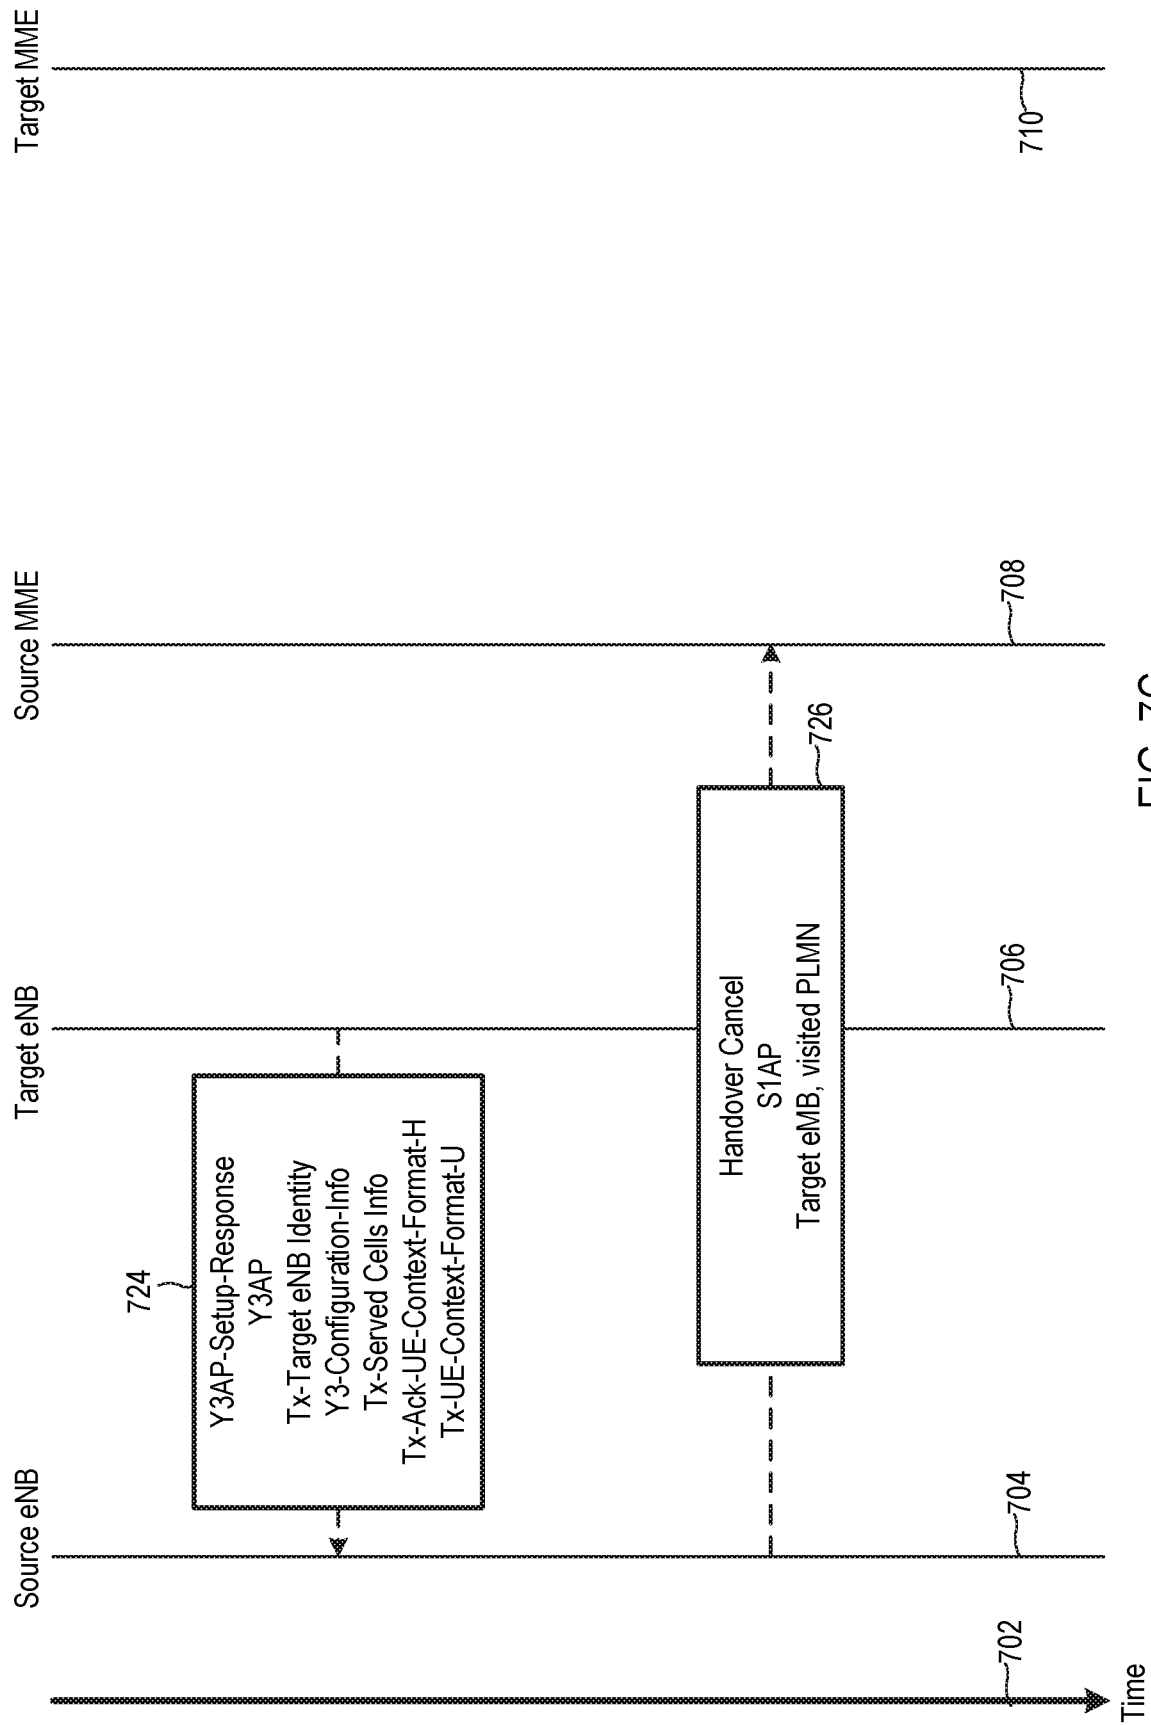 Source eNB
Target eNB
Source MME
Target MME
724
Y3AP-Setup-Response
Y3AP
Tx-Target eNB Identity
Y3-Configuration-Info
Tx-Served Cells Info
Tx-Ack-UE-Context-Format-H
Tx-UE-Context-Format-U
Handover Cancel
S1AP
Target eMB, visited PLMN
726
702
704
706
708
710
Time